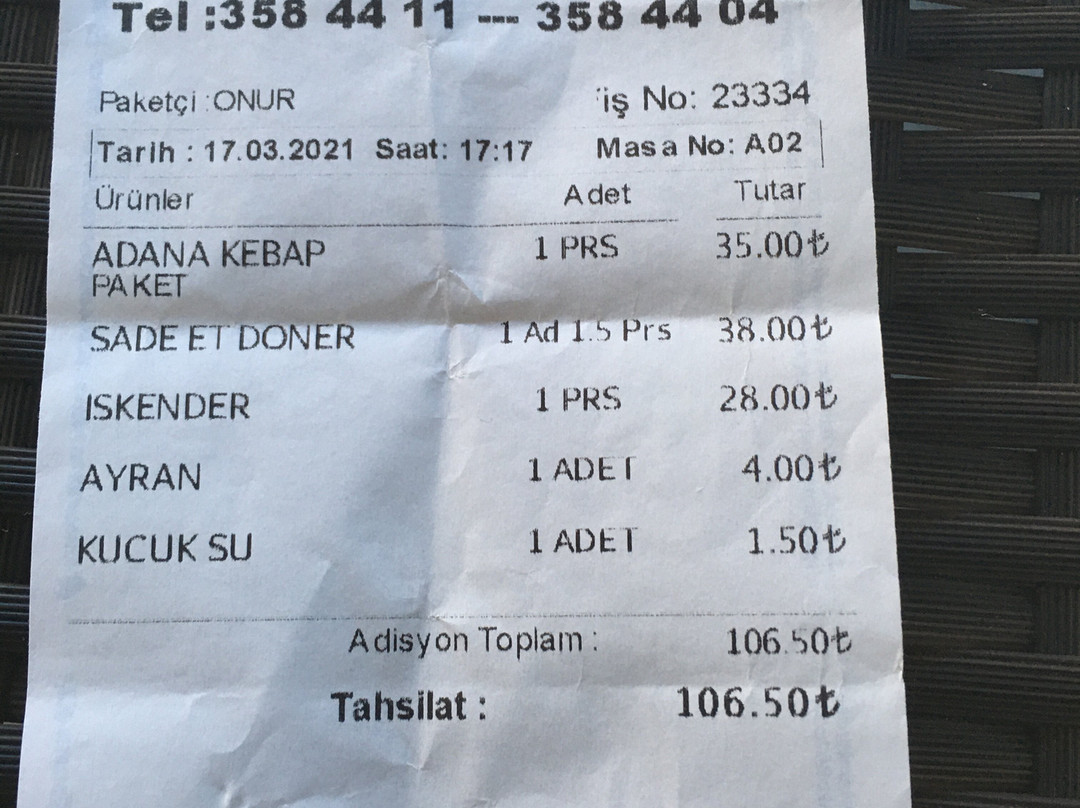 Tel :358 44 11 --- 358 44 04
Paketçi :ONUR iş No: 23334
Tarih : 17.03.2021 Saat: 17:17 Masa No: A02
Ürünler Adet Tutar
ADANA KEBAP 1 PRS 35.00₺
PAKET
SADE ET DONER 1 Ad 1.5 Prs 38.00₺
ISKENDER 1 PRS 28.00₺
AYRAN 1 ADET 4.00₺
KUCUK SU 1 ADET 1.50₺
Adisyon Toplam : 106.50₺
Tahsilat : 106.50₺